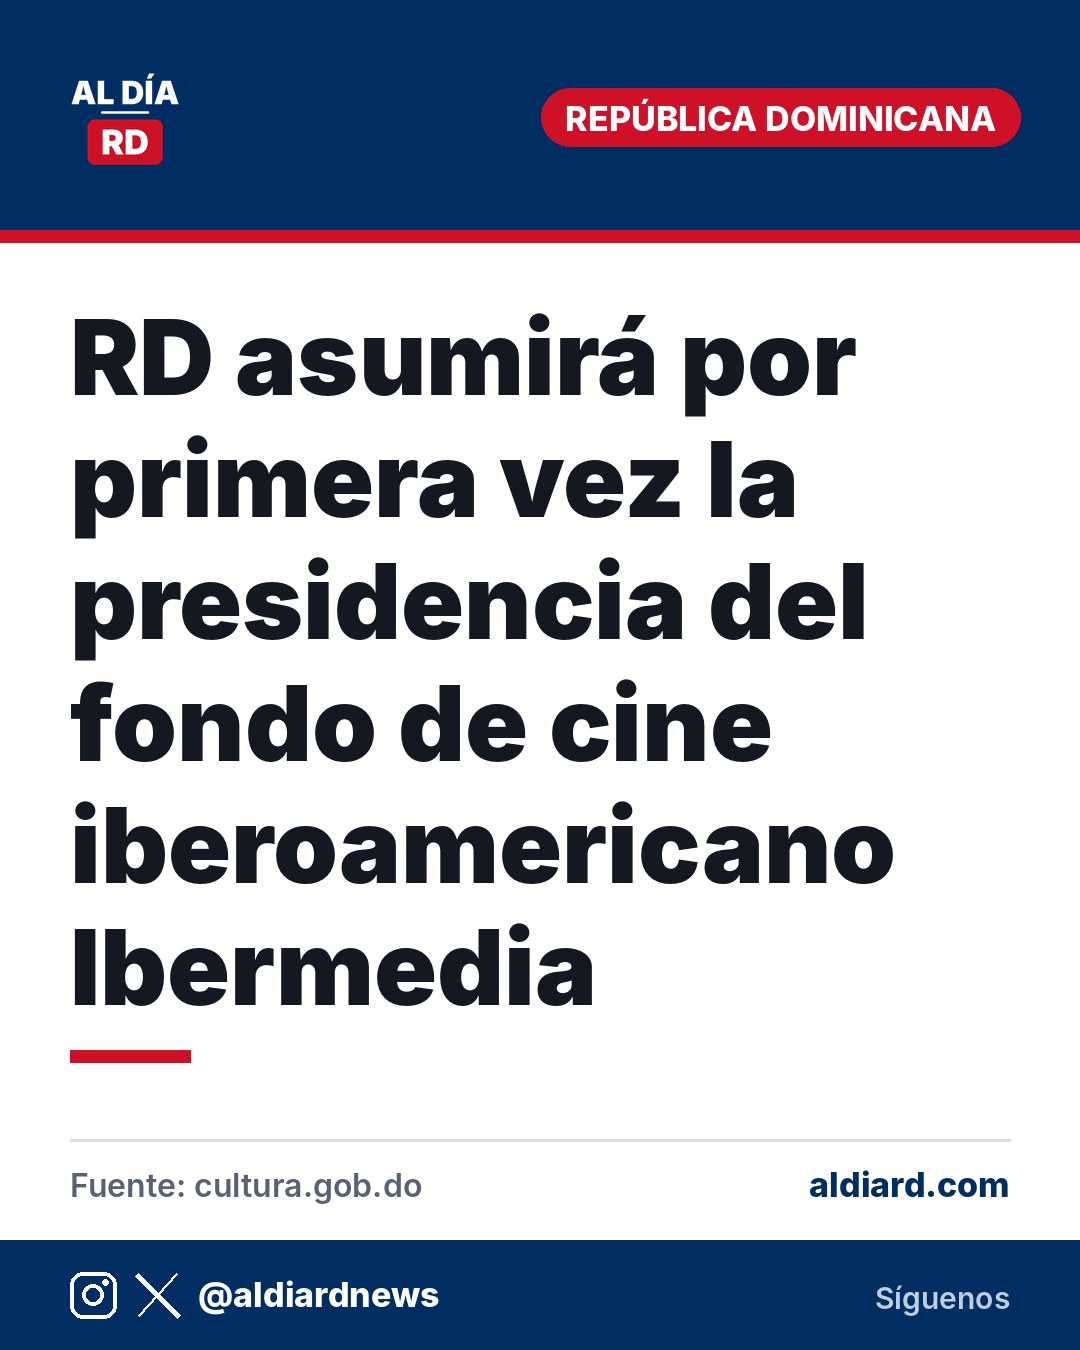 AL DÍA
RD
REPÚBLICA DOMINICANA
RD asumirá por
primera vez la
presidencia del
fondo de cine
iberoamericano
Ibermedia
Fuente: cultura.gob.do
aldiard.com
@aldiardnews
Síguenos